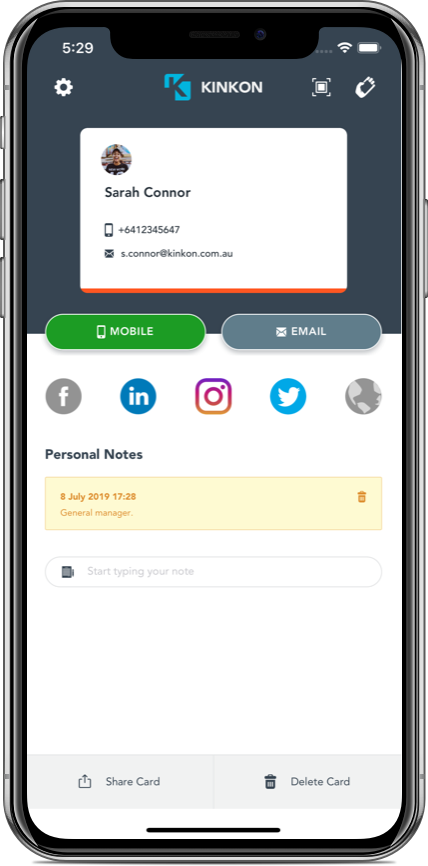 5:29
KINKON
Sarah Connor
+6412345647
s.connor@kinkon.com.au
MOBILE
EMAIL
Personal Notes
8 July 2019 17:28
General manager.
Start typing your note
Share Card
Delete Card